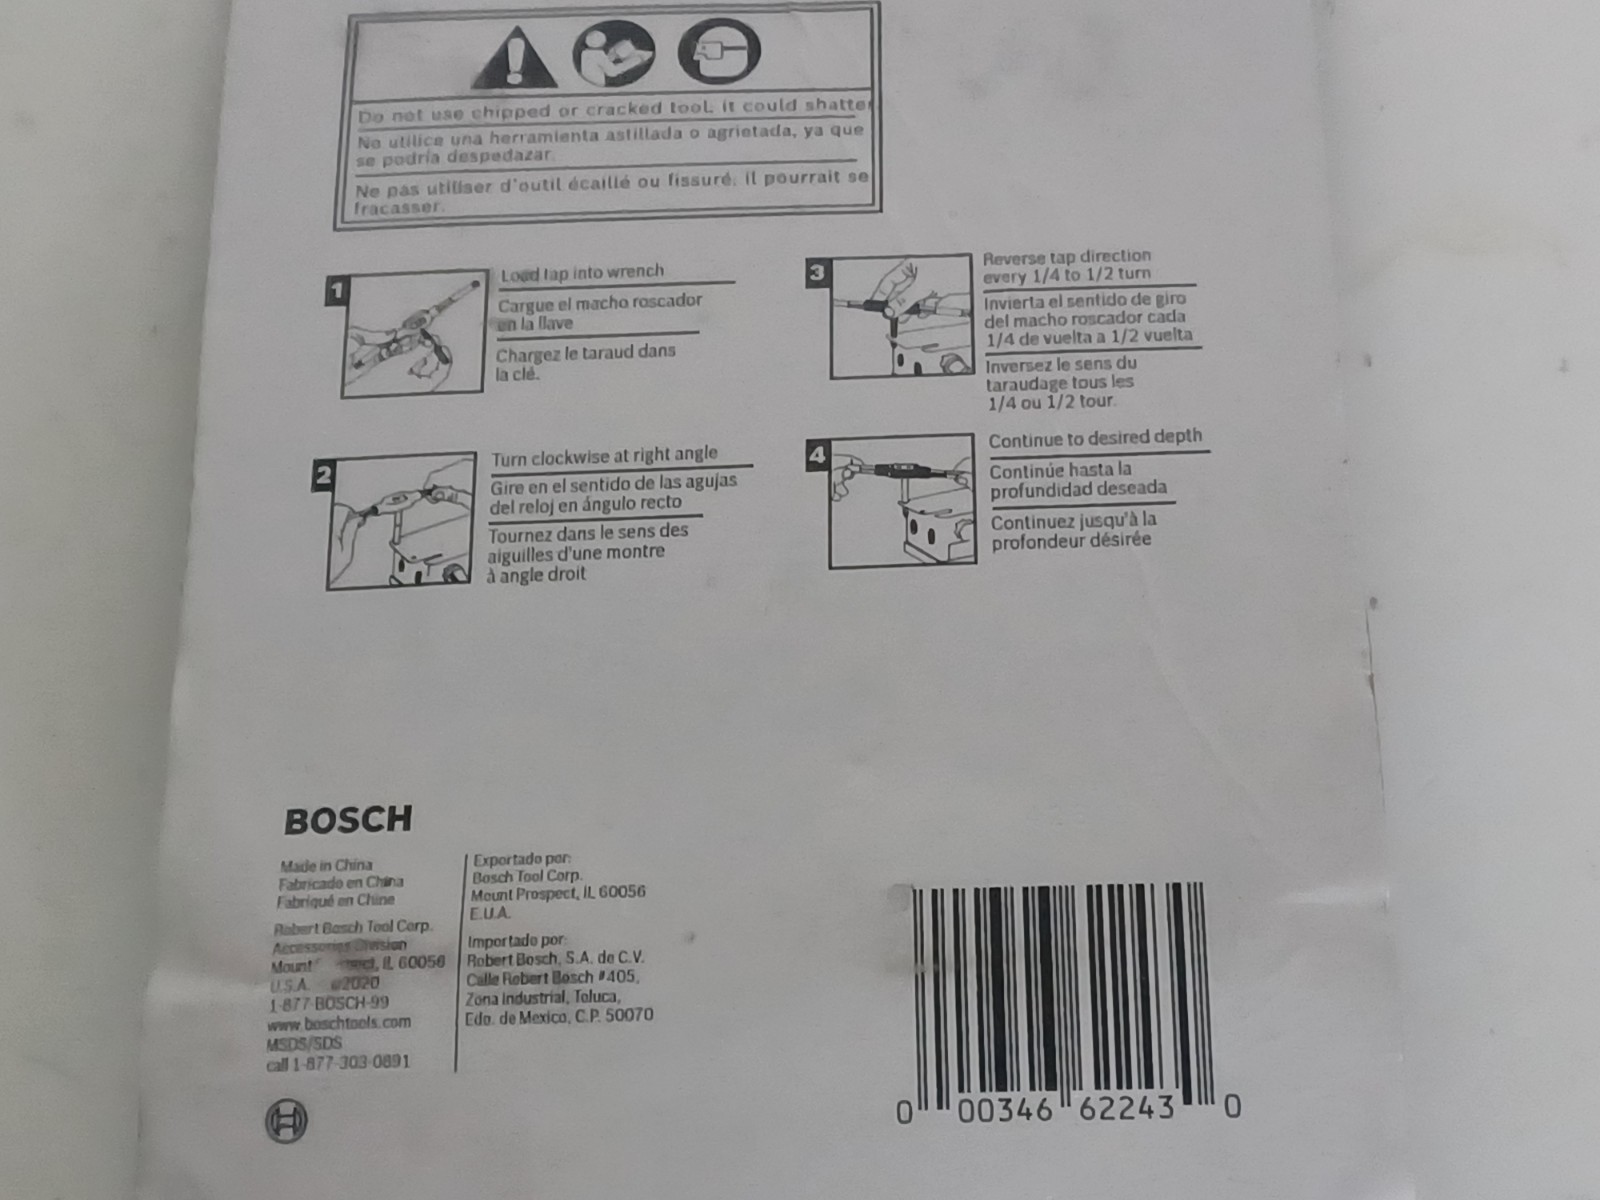 Do not use chipped or cracked tool, it could shatter
No utilice una herramienta astillada o agrietada, ya que
se podría despedazar.
Ne pas utiliser d'outil écaillé ou fissuré, il pourrait se
fracasser.
1
Load tap into wrench
Cargue el macho roscador
en la llave
Chargez le taraud dans
la clé.
2
Turn clockwise at right angle
Gire en el sentido de las agujas
del reloj en ángulo recto
Tournez dans le sens des
aiguilles d'une montre
à angle droit
3
Reverse tap direction
every 1/4 to 1/2 turn
Invierta el sentido de giro
del macho roscador cada
1/4 de vuelta a 1/2 vuelta
Inversez le sens du
taraudage tous les
1/4 ou 1/2 tour.
4
Continue to desired depth
Continúe hasta la
profundidad deseada
Continuez jusqu'à la
profondeur désirée
BOSCH
Made in China
Fabricado en China
Fabriqué en Chine
Robert Bosch Tool Corp.
Accessories Division
Mount IL 60056
U.S.A. ©2020
1-877-BOSCH-99
www.boschtools.com
MSDS/SDS
call 1-877-303-0891
Exportado por:
Bosch Tool Corp.
Mount Prospect, IL 60056
E.U.A.
Importado por:
Robert Bosch, S.A. de C.V.
Calle Robert Bosch #405,
Zona Industrial, Toluca,
Edo. de Mexico, C.P. 50070
0 00346 62243 0